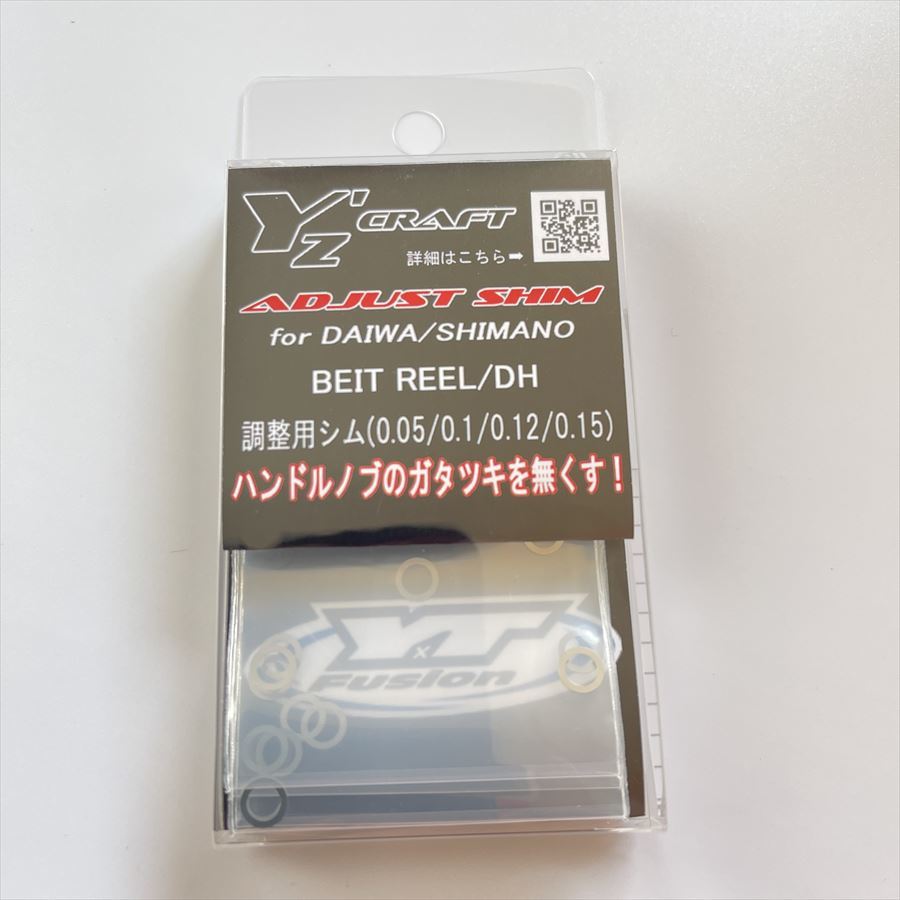 Y'z CRAFT
詳細はこちら➡
ADJUST SHIM
for DAIWA/SHIMANO
BEIT REEL/DH
調整用シム(0.05/0.1/0.12/0.15)
ハンドルノブのガタツキを無くす!
YTR
x
Fusion